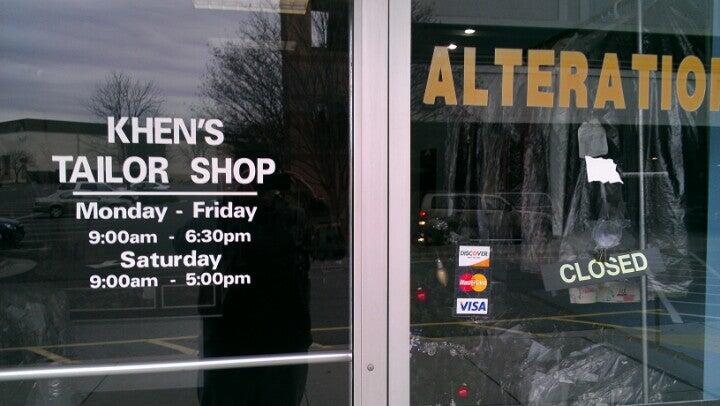 KHEN'S
TAILOR SHOP
Monday - Friday
9:00am - 6:30pm
Saturday
9:00am - 5:00pm
ALTERATIO
DISCOVER
MasterCard
VISA
CLOSED